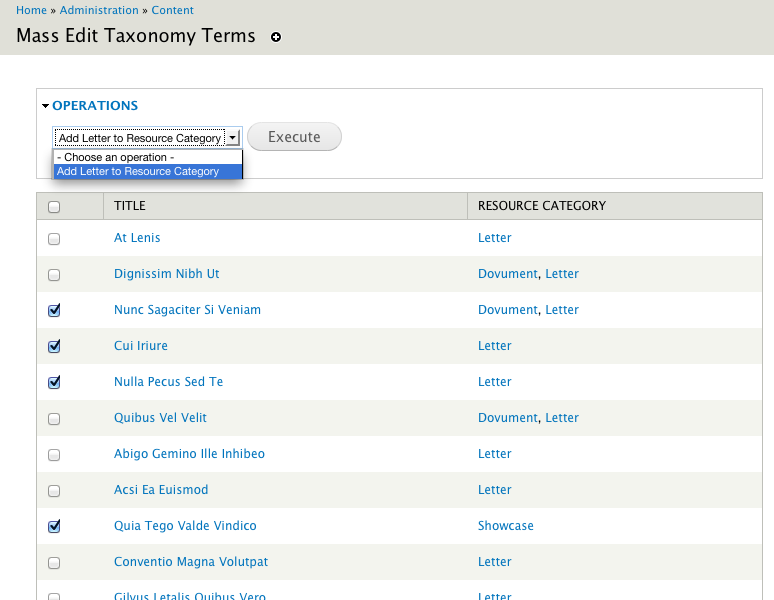 Home » Administration » Content
Mass Edit Taxonomy Terms
OPERATIONS
Add Letter to Resource Category Execute
- Choose an operation -
Add Letter to Resource Category
TITLE RESOURCE CATEGORY
At Lenis Letter
Dignissim Nibh Ut Dovument, Letter
Nunc Sagaciter Si Veniam Dovument, Letter
Cui Iriure Letter
Nulla Pecus Sed Te Letter
Quibus Vel Velit Dovument, Letter
Abigo Gemino Ille Inhibeo Letter
Acsi Ea Euismod Letter
Quia Tego Valde Vindico Showcase
Conventio Magna Volutpat Letter
Gilvus Letalis Quibus Vero Letter